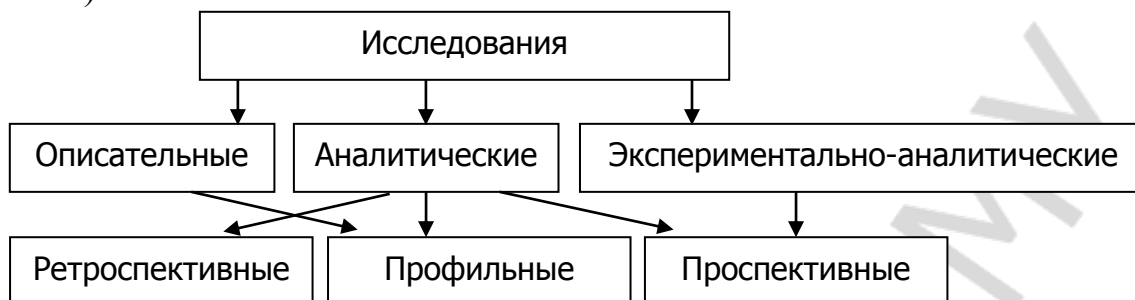 )
Исследования
Описательные Аналитические Экспериментально-аналитические
Ретроспективные Профильные Проспективные